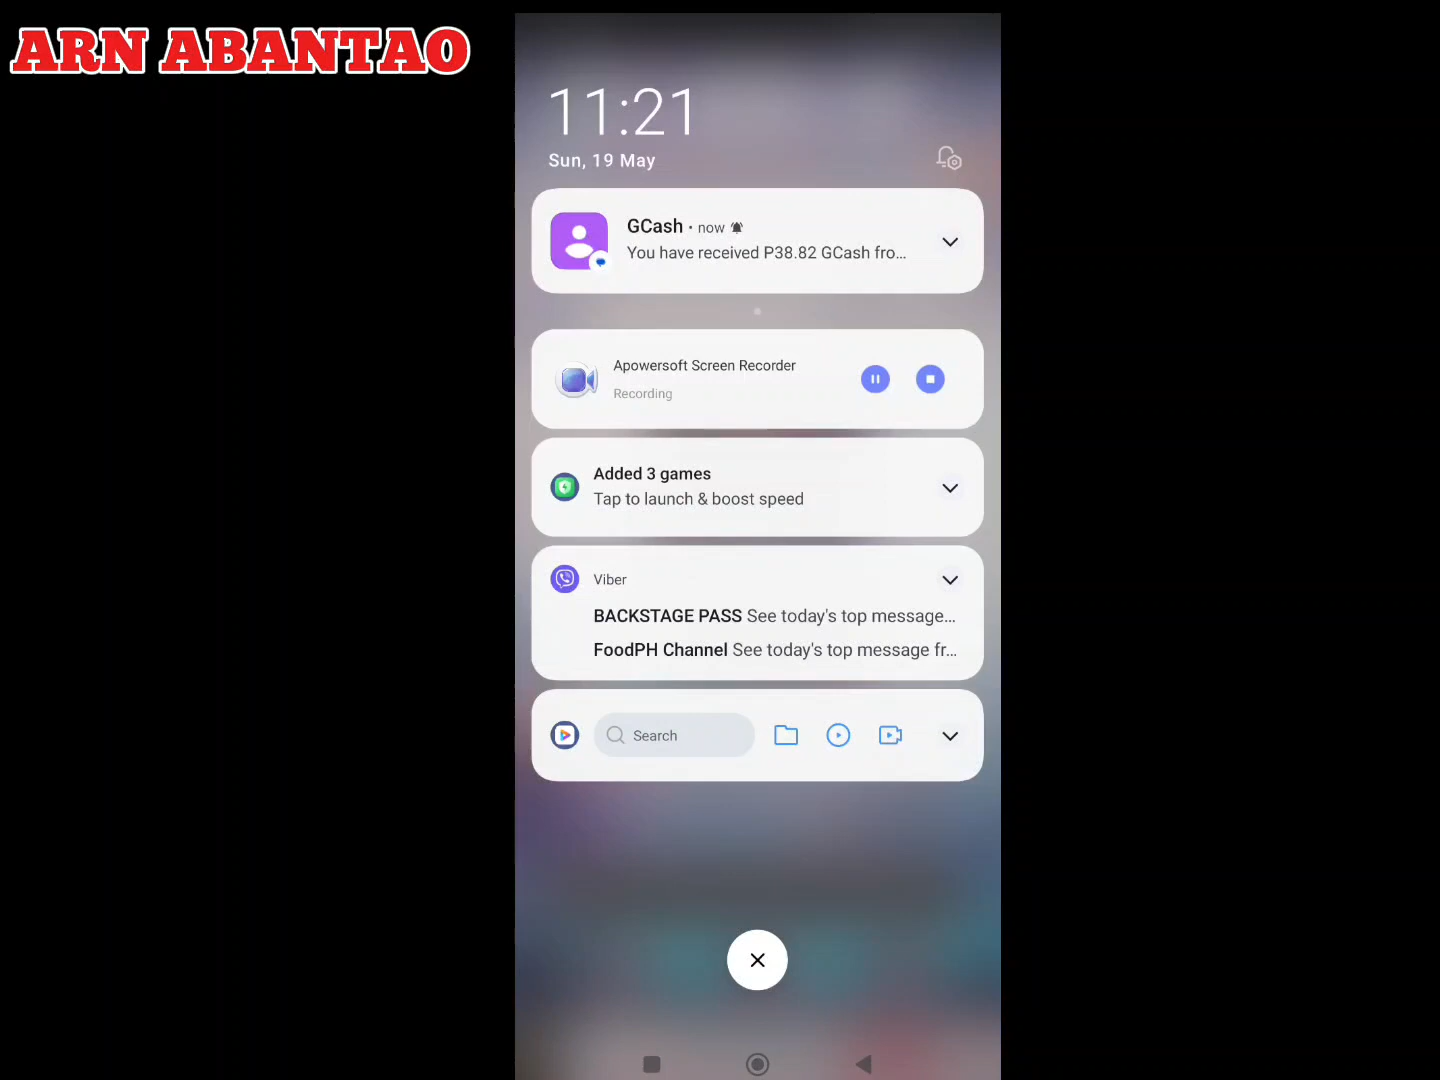 ARN ABANTAO
11:21
Sun, 19 May
GCash • now
You have received P38.82 GCash fro...
Apowersoft Screen Recorder
Recording
Added 3 games
Tap to launch & boost speed
Viber
BACKSTAGE PASS See today's top message...
FoodPH Channel See today's top message fr...
Search